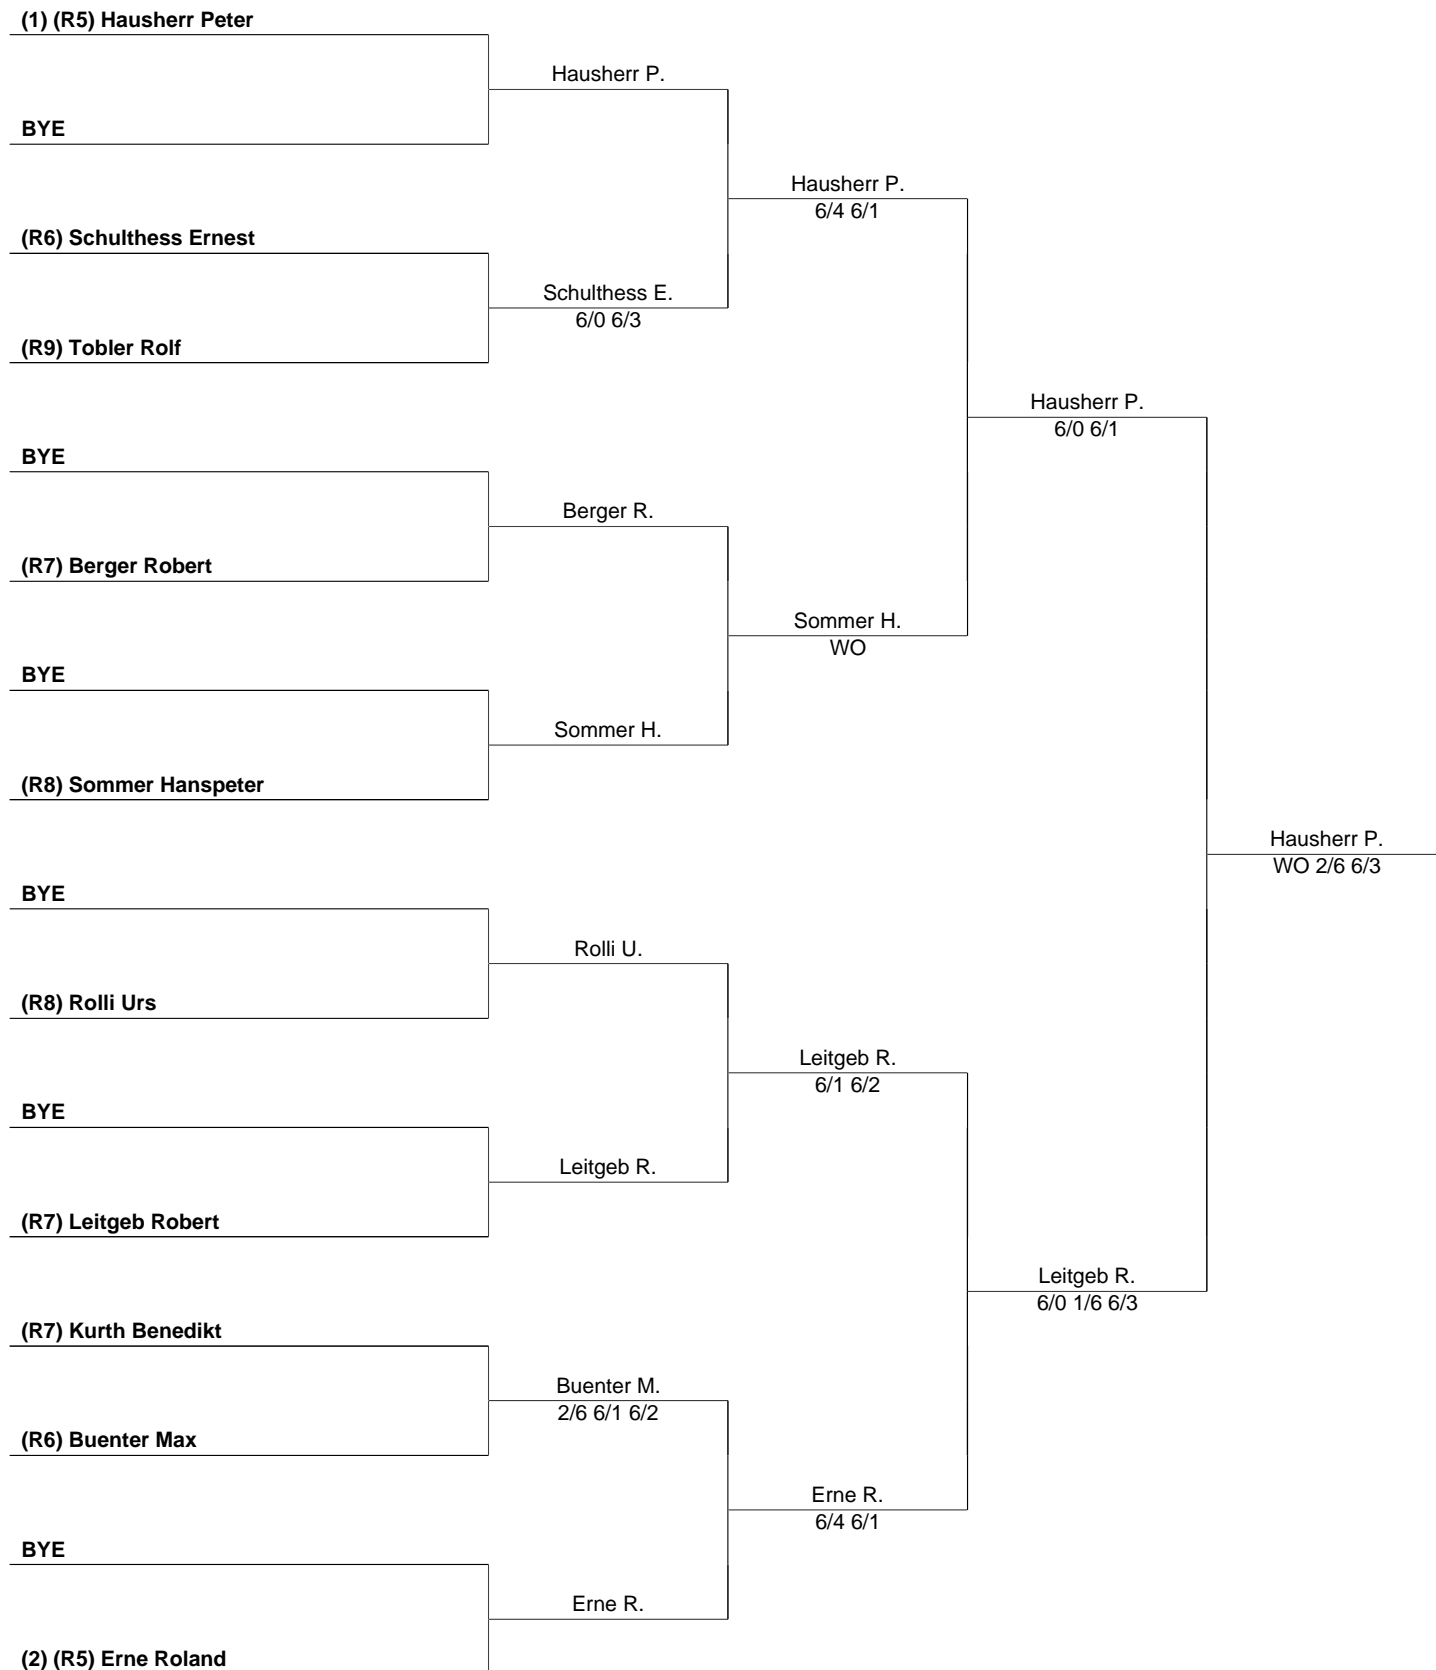 (1) (R5) Hausherr Peter
Hausherr P.
BYE
Hausherr P.
6/4 6/1
(R6) Schulthess Ernest
Schulthess E.
6/0 6/3
(R9) Tobler Rolf
Hausherr P.
6/0 6/1
BYE
Berger R.
(R7) Berger Robert
Sommer H.
WO
BYE
Sommer H.
(R8) Sommer Hanspeter
Hausherr P.
WO 2/6 6/3
BYE
Rolli U.
(R8) Rolli Urs
Leitgeb R.
6/1 6/2
BYE
Leitgeb R.
(R7) Leitgeb Robert
Leitgeb R.
6/0 1/6 6/3
(R7) Kurth Benedikt
Buenter M.
2/6 6/1 6/2
(R6) Buenter Max
Erne R.
6/4 6/1
BYE
Erne R.
(2) (R5) Erne Roland